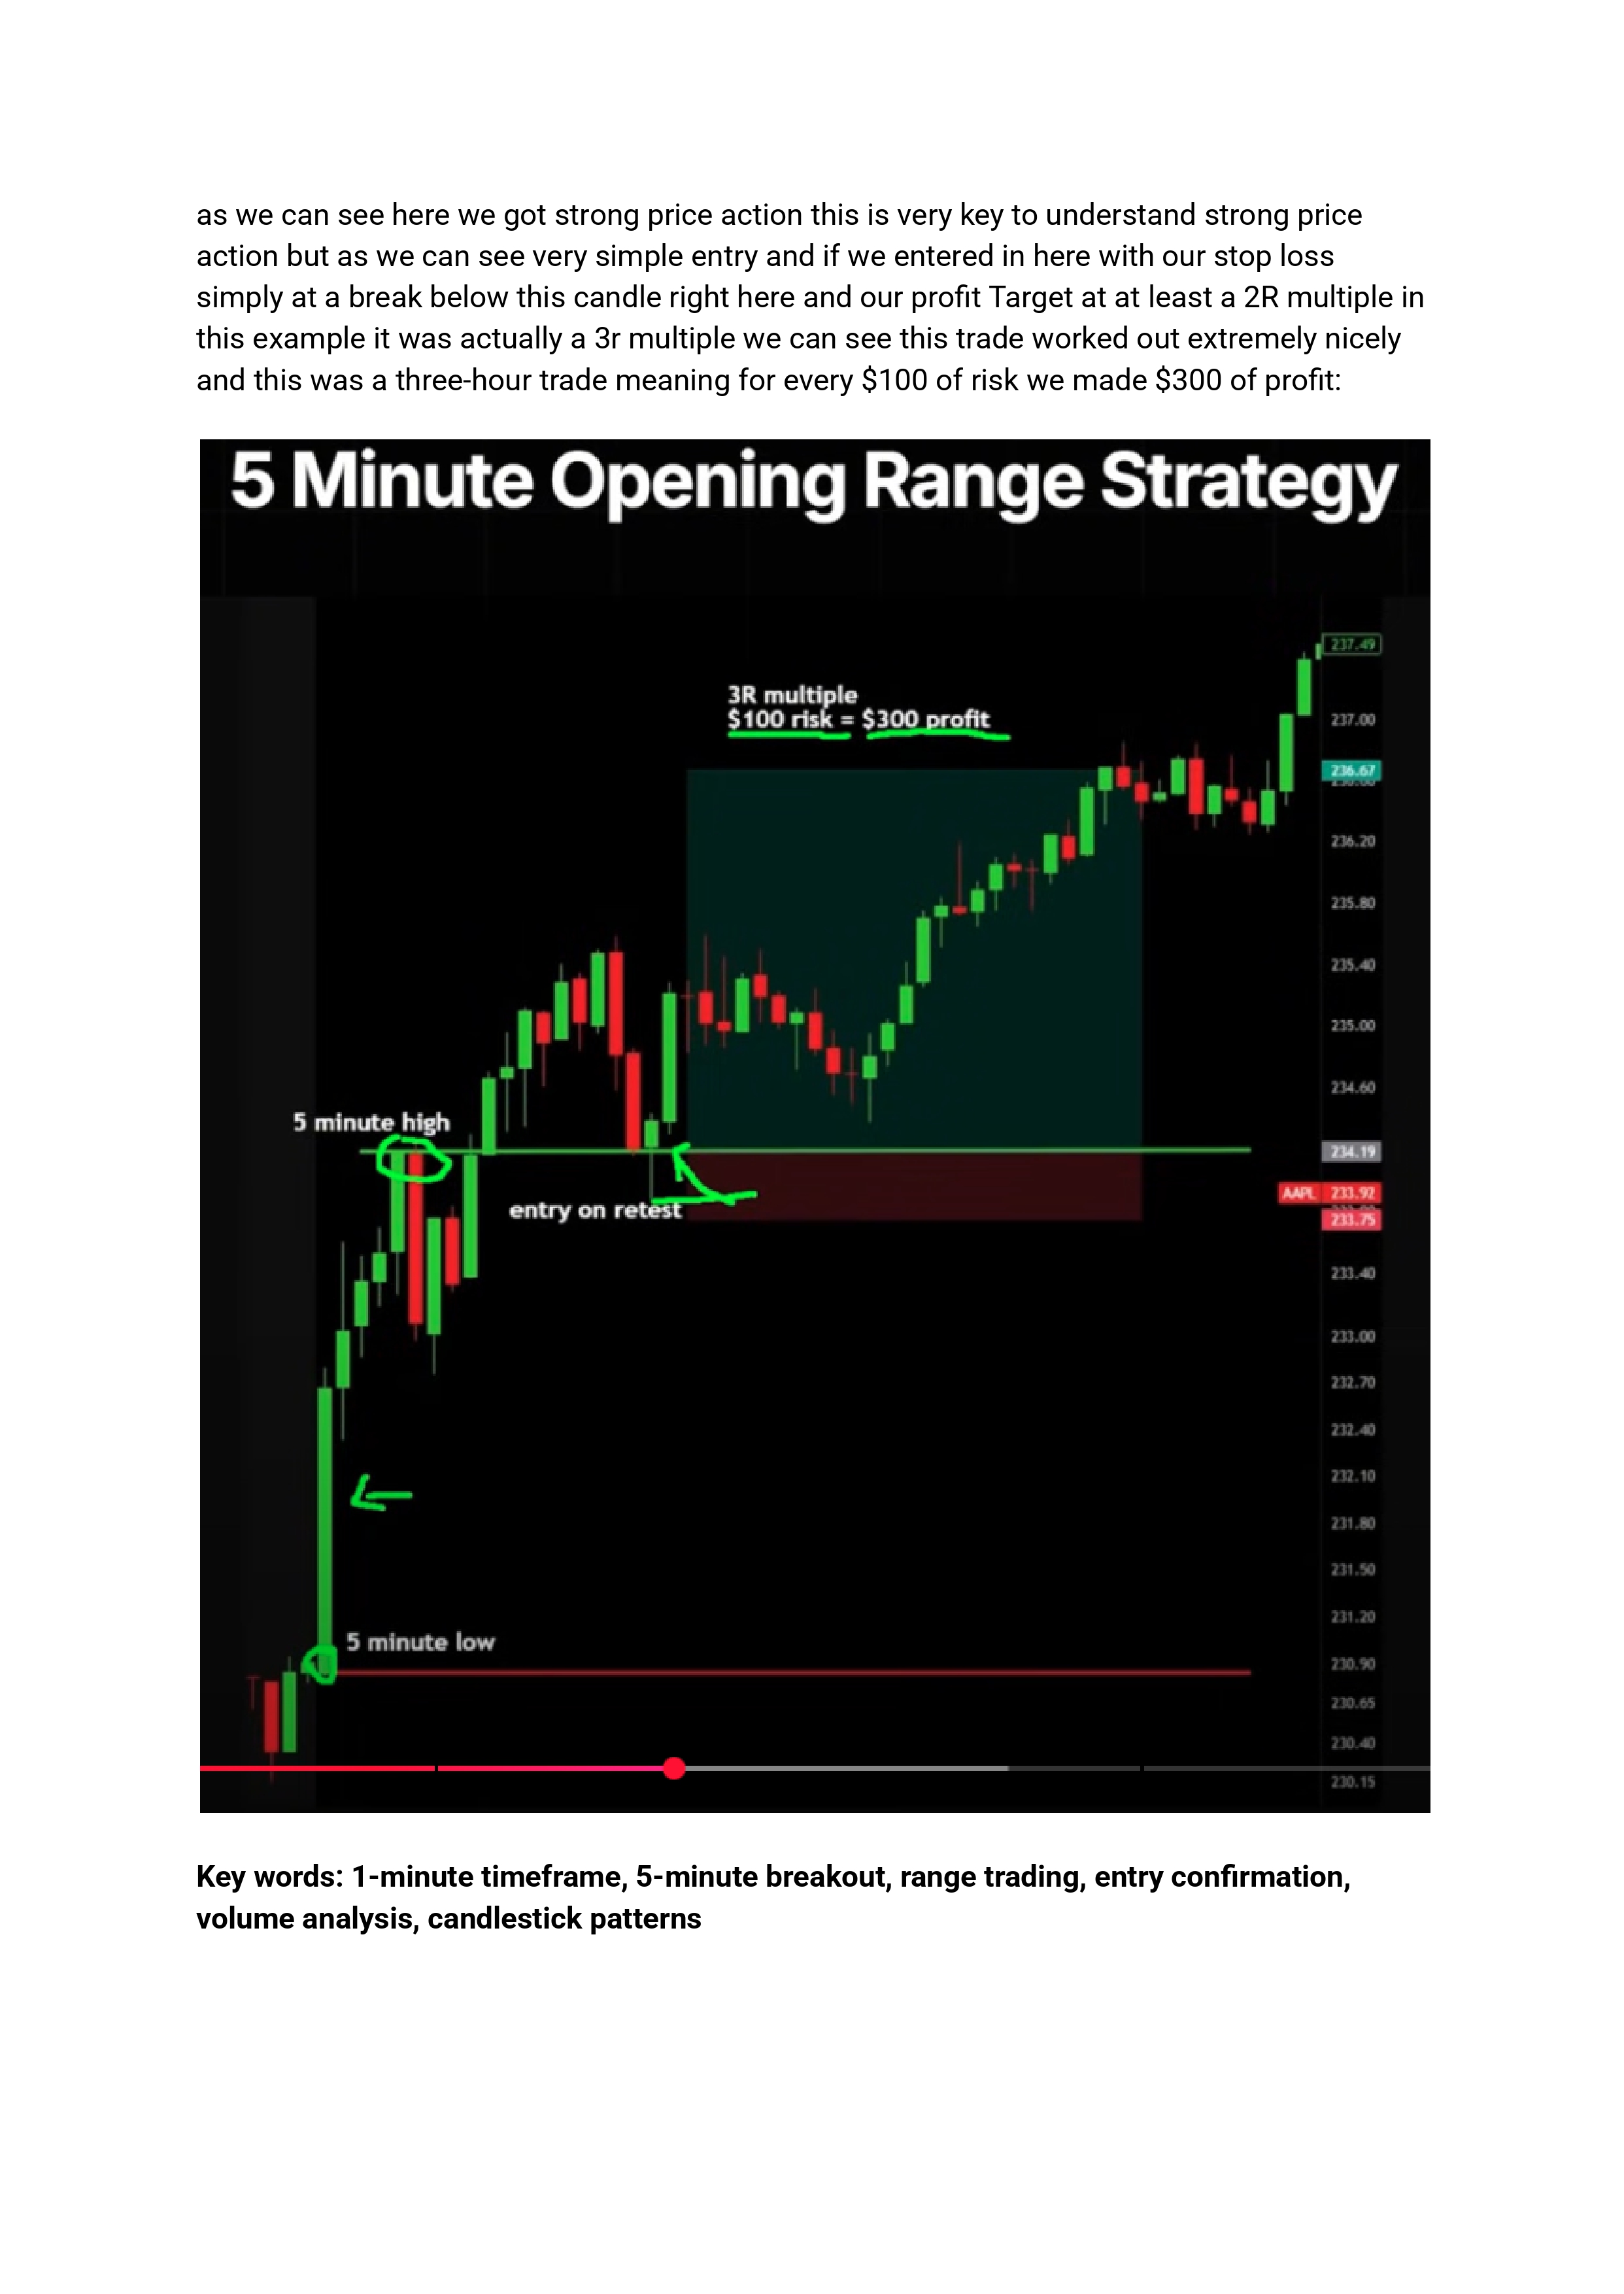 as we can see here we got strong price action this is very key to understand strong price
action but as we can see very simple entry and if we entered in here with our stop loss
simply at a break below this candle right here and our profit Target at at least a 2R multiple in
this example it was actually a 3r multiple we can see this trade worked out extremely nicely
and this was a three-hour trade meaning for every $100 of risk we made $300 of profit:
5 Minute Opening Range Strategy
237.49
3R multiple
$100 risk = $300 profit
237.00
236.67
236.20
235.80
235.40
235.00
234.60
5 minute high
234.19
AAPL 233.92
entry on retest
233.75
233.40
233.00
232.70
232.40
232.10
231.80
231.50
231.20
5 minute low
230.90
230.65
230.40
230.15
Key words: 1-minute timeframe, 5-minute breakout, range trading, entry confirmation,
volume analysis, candlestick patterns